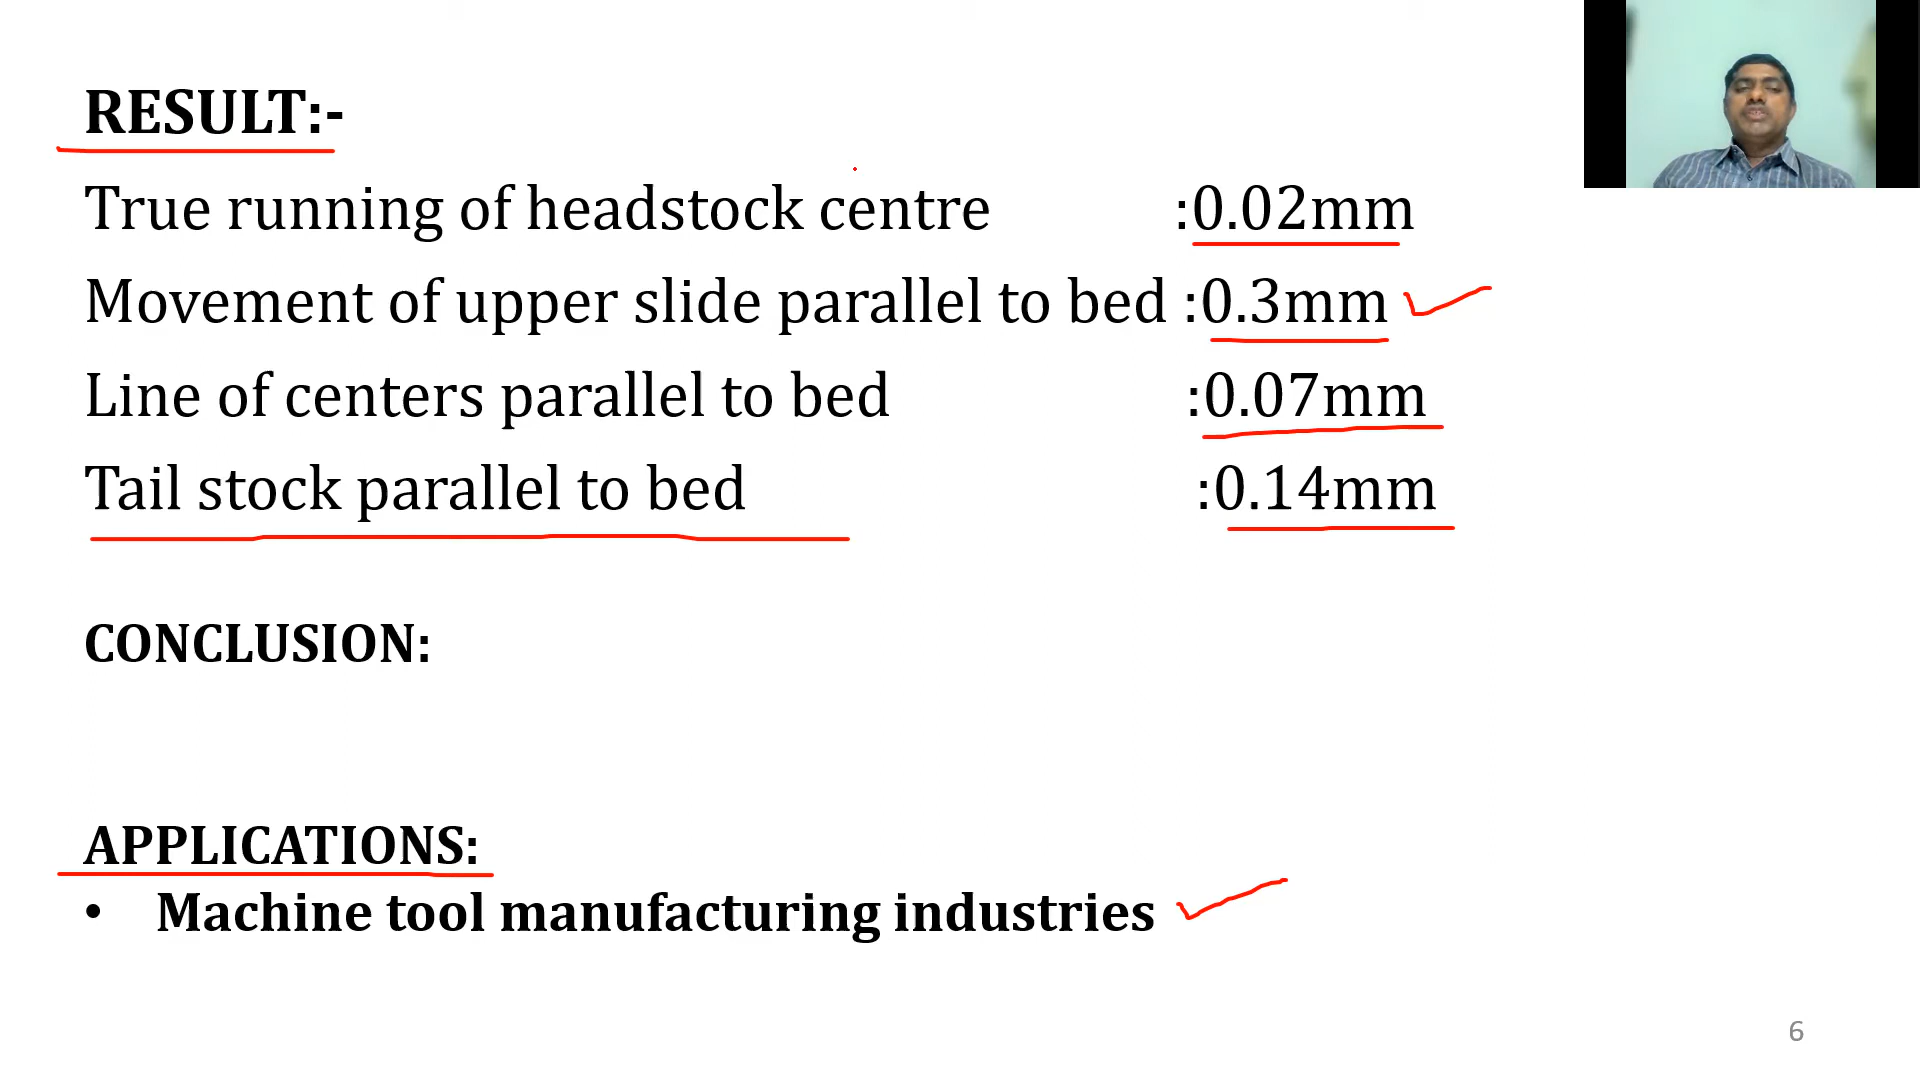 RESULT:-
True running of headstock centre :0.02mm
Movement of upper slide parallel to bed :0.3mm
Line of centers parallel to bed :0.07mm
Tail stock parallel to bed :0.14mm
CONCLUSION:
APPLICATIONS:
• Machine tool manufacturing industries
6